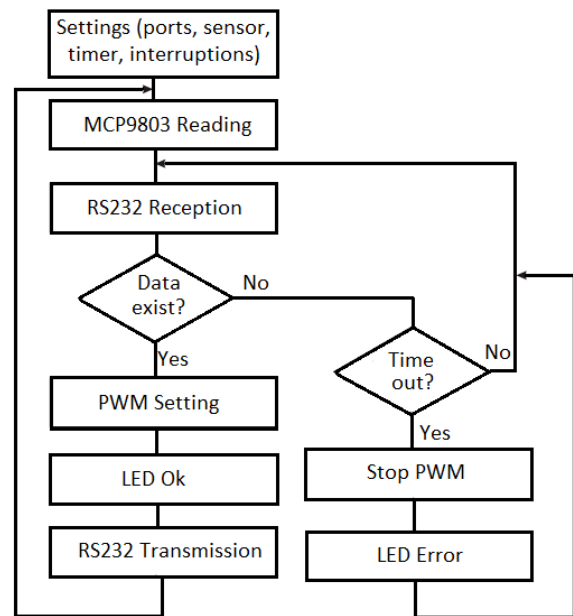 Settings (ports, sensor,
timer, interruptions)
MCP9803 Reading
RS232 Reception
Data
exist?
No
Yes
Time
out?
No
Yes
PWM Setting
Stop PWM
LED Ok
RS232 Transmission
LED Error